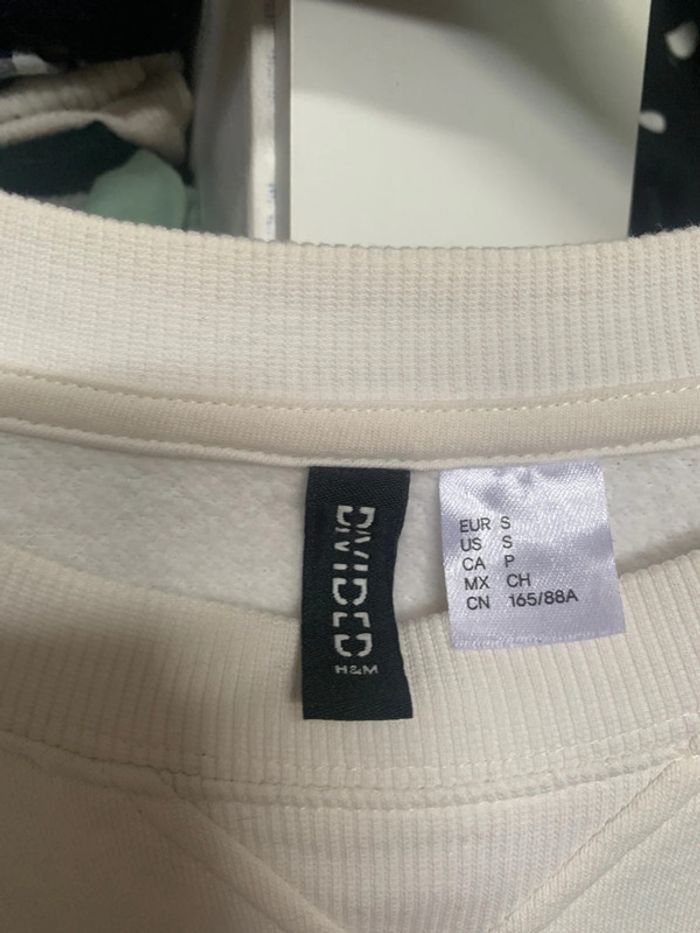 DIVIDED
H&M
EUR S
US S
CA P
MX CH
CN 165/88A